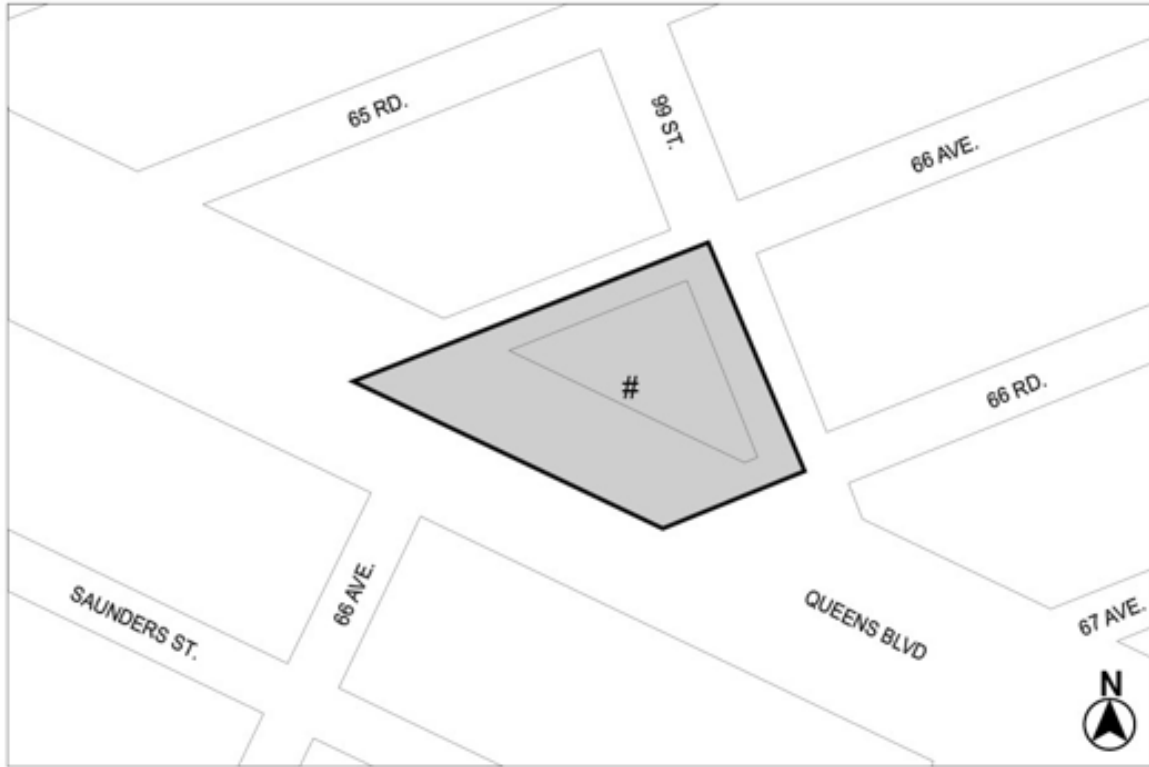 65 RD.
99 ST.
66 AVE.
#
66 RD.
66 AVE.
SAUNDERS ST.
QUEENS BLVD
67 AVE.
N